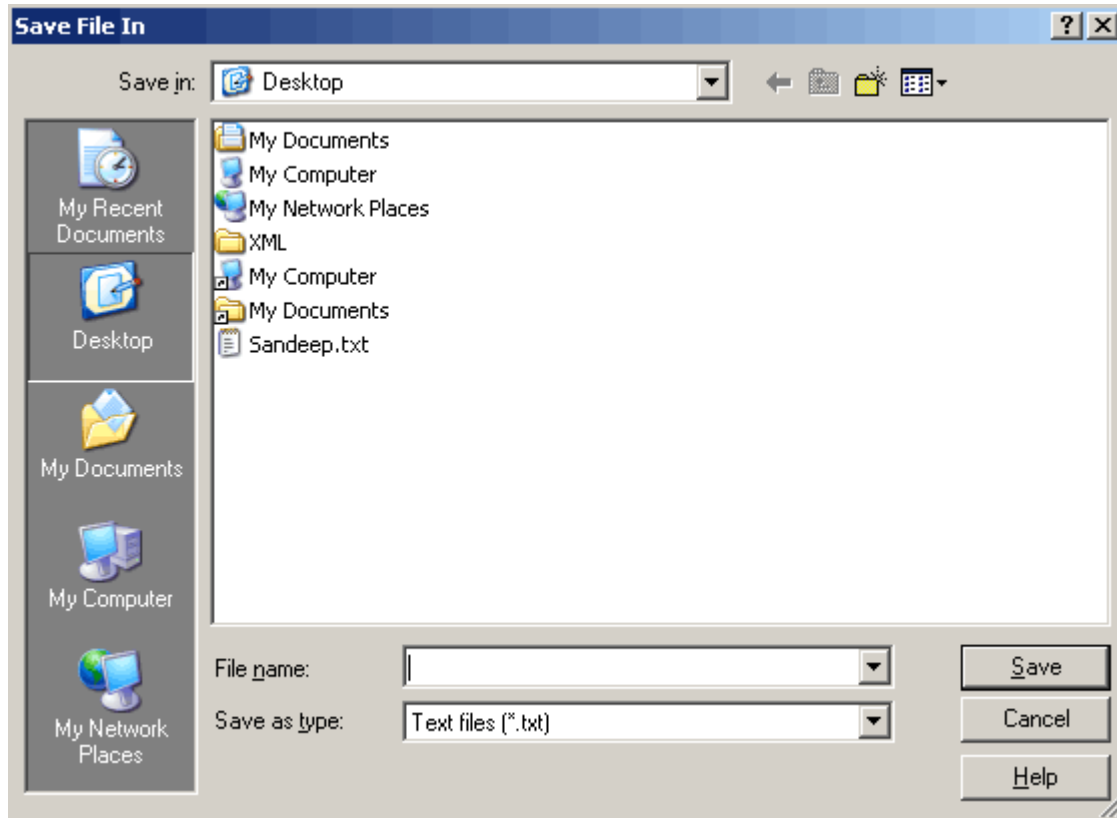 Save File In
Save in: Desktop
My Recent
Documents
Desktop
My Documents
My Computer
My Network
Places
My Documents
My Computer
My Network Places
XML
My Computer
My Documents
Sandeep.txt
File name:
Save
Save as type: Text files (*.txt)
Cancel
Help